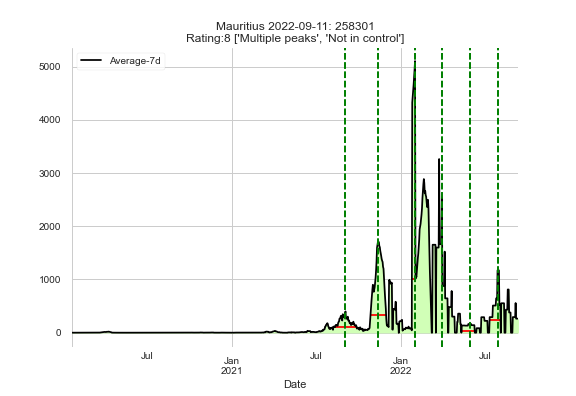 Mauritius 2022-09-11: 258301
Rating:8 ['Multiple peaks', 'Not in control']
Average-7d
5000
4000
3000
2000
1000
0
Jul
Jan
2021
Jul
Jan
2022
Jul
Date